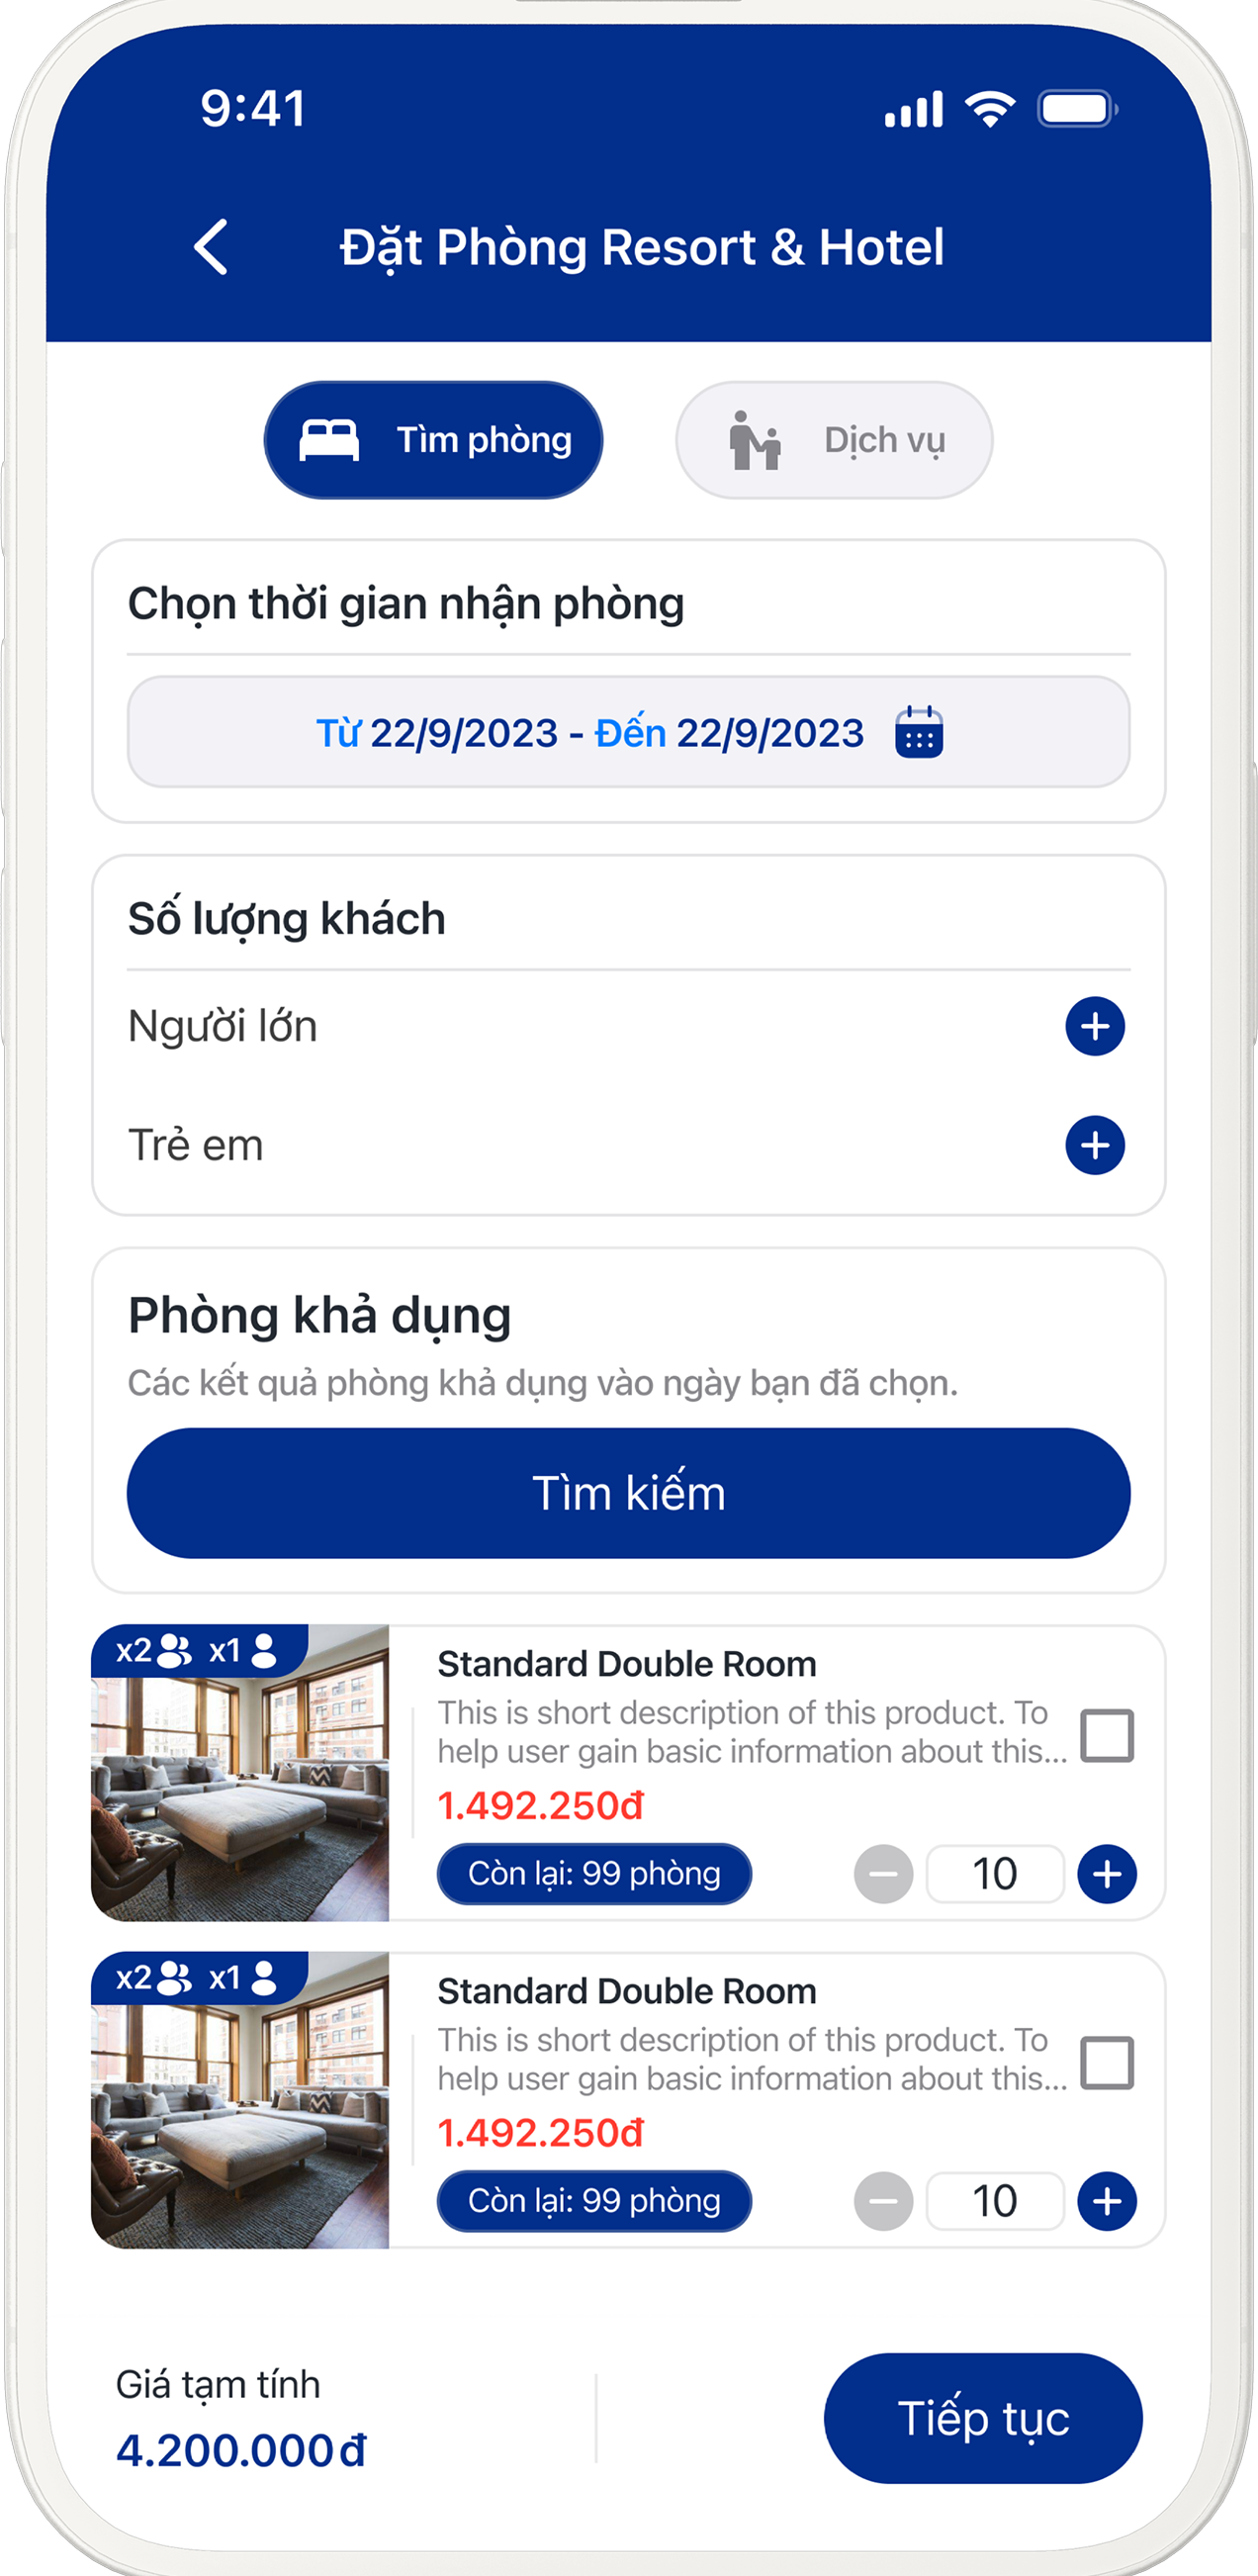 9:41
Đặt Phòng Resort & Hotel
Tìm phòng
Dịch vụ
Chọn thời gian nhận phòng
Từ 22/9/2023 - Đến 22/9/2023
Số lượng khách
Người lớn
Trẻ em
Phòng khả dụng
Các kết quả phòng khả dụng vào ngày bạn đã chọn.
Tìm kiếm
x2 x1
Standard Double Room
This is short description of this product. To
help user gain basic information about this...
1.492.250đ
Còn lại: 99 phòng
10
x2 x1
Standard Double Room
This is short description of this product. To
help user gain basic information about this...
1.492.250đ
Còn lại: 99 phòng
10
Giá tạm tính
4.200.000đ
Tiếp tục